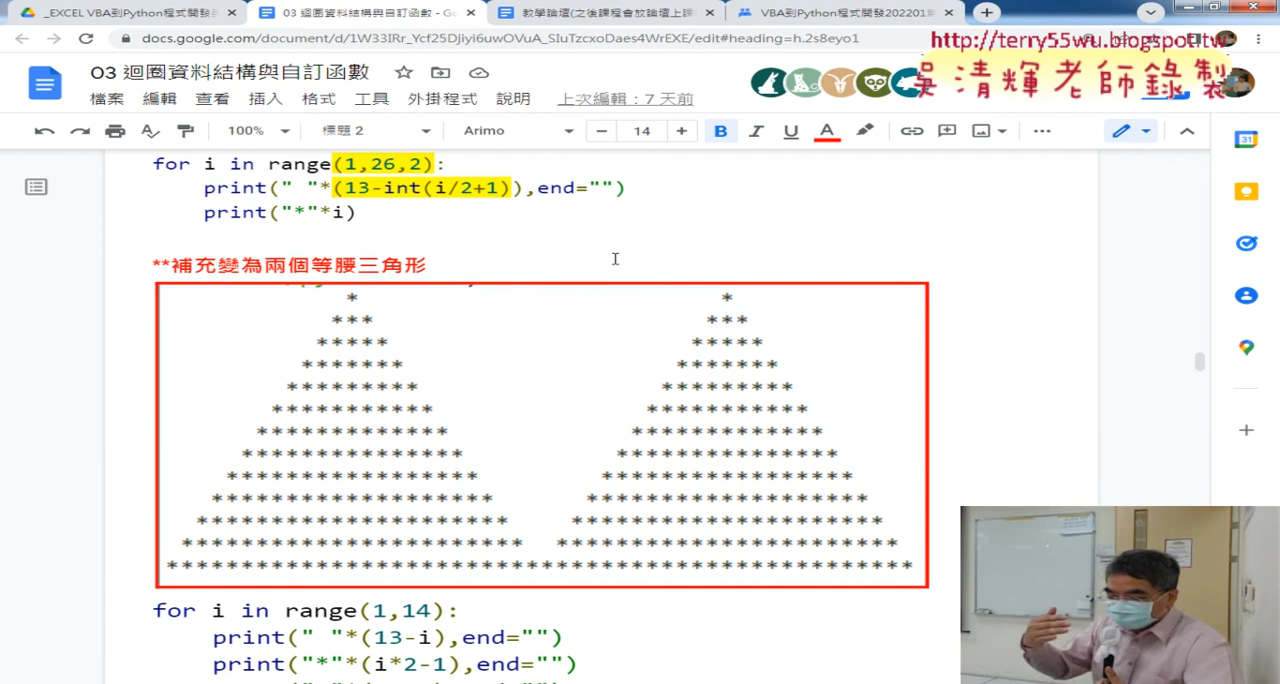 _EXCEL VBA到Python程式開發
03 迴圈資料結構與自訂函數 - Go
教學論壇(之後課程會放論壇上課
VBA到Python程式開發202201
docs.google.com/document/d/1W33IRr_Ycf25Djiyi6uwOVuA_SIuTzcxoDaes4WrEXE/edit#heading=h.2s8eyo1
http://terry55wu.blogspot.tw
吳清輝老師錄製
03 迴圈資料結構與自訂函數
檔案 編輯 查看 插入 格式 工具 外掛程式 說明 上次編輯：7 天前
100% 標題 2 Arimo − 14 + B I U A
31
for i in range(1,26,2):
print(" "*(13-int(i/2+1)),end="")
print("*"*i)
**補充變為兩個等腰三角形
* *
*** ***
***** *****
******* *******
********* *********
*********** ***********
************* *************
*************** ***************
***************** *****************
******************* *******************
********************* *********************
*********************** ***********************
**************************************************
for i in range(1,14):
print(" "*(13-i),end="")
print("*"*(i*2-1),end="")